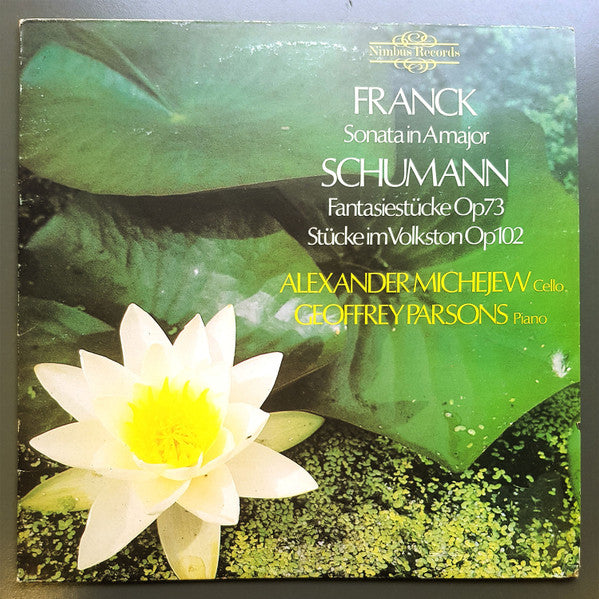 Nimbus Records
FRANCK
Sonata in A major
SCHUMANN
Fantasiestücke Op73
Stücke im Volkston Op102
ALEXANDER MICHEJEW Cello
GEOFFREY PARSONS Piano